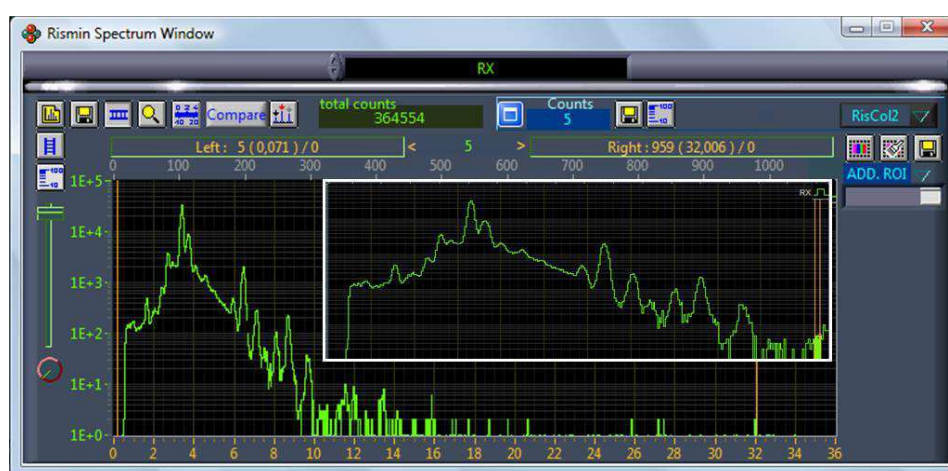 Rismin Spectrum Window
RX
Compare
total counts
364554
Counts
5
RisCol2
Left : 5 ( 0,071 ) / 0 < 5 > Right : 959 ( 32,006 ) / 0
0 100 200 300 400 500 600 700 800 900 1000
ADD. ROI
RX
1E+5
1E+4
1E+3
1E+2
1E+1
1E+0
0 2 4 6 8 10 12 14 16 18 20 22 24 26 28 30 32 34 36